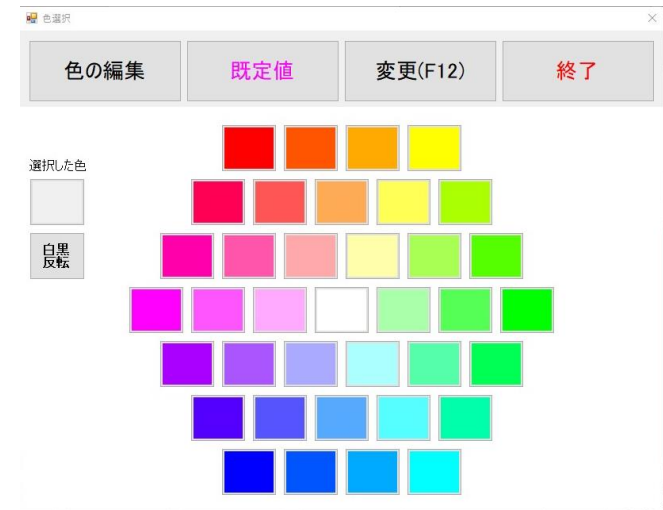 色選択
色の編集
既定値
変更(F12)
終了
選択した色
白黒
反転